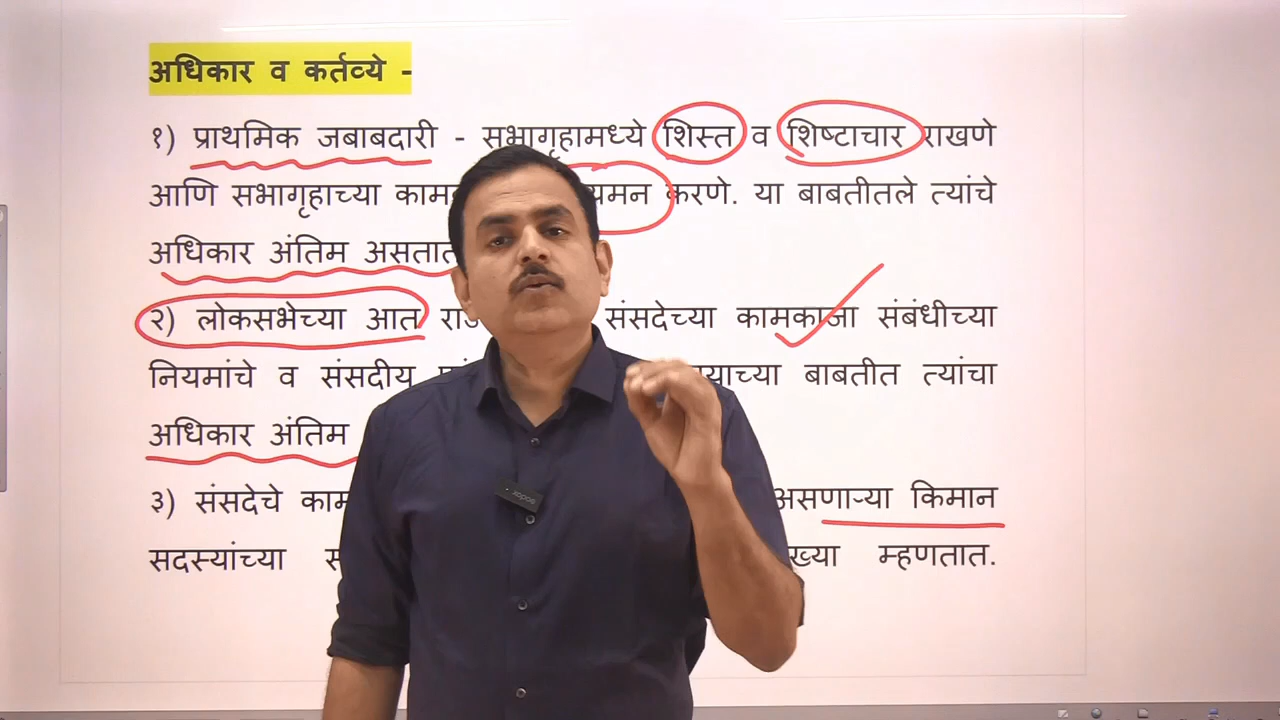 अधिकार व कर्तव्ये -
१) प्राथमिक जबाबदारी - सभागृहामध्ये शिस्त व शिष्टाचार राखणे
आणि सभागृहाच्या करणे. या बाबतीतले त्यांचे
अधिकार अंतिम असतात
२) लोकसभेच्या आत संसदेच्या कामकाजा संबंधीच्या
नियमांचे व संसदीय बाबतीत त्यांचा
अधिकार अंतिम
३) संसदेचे असणाऱ्या किमान
सदस्यांच्या म्हणतात.